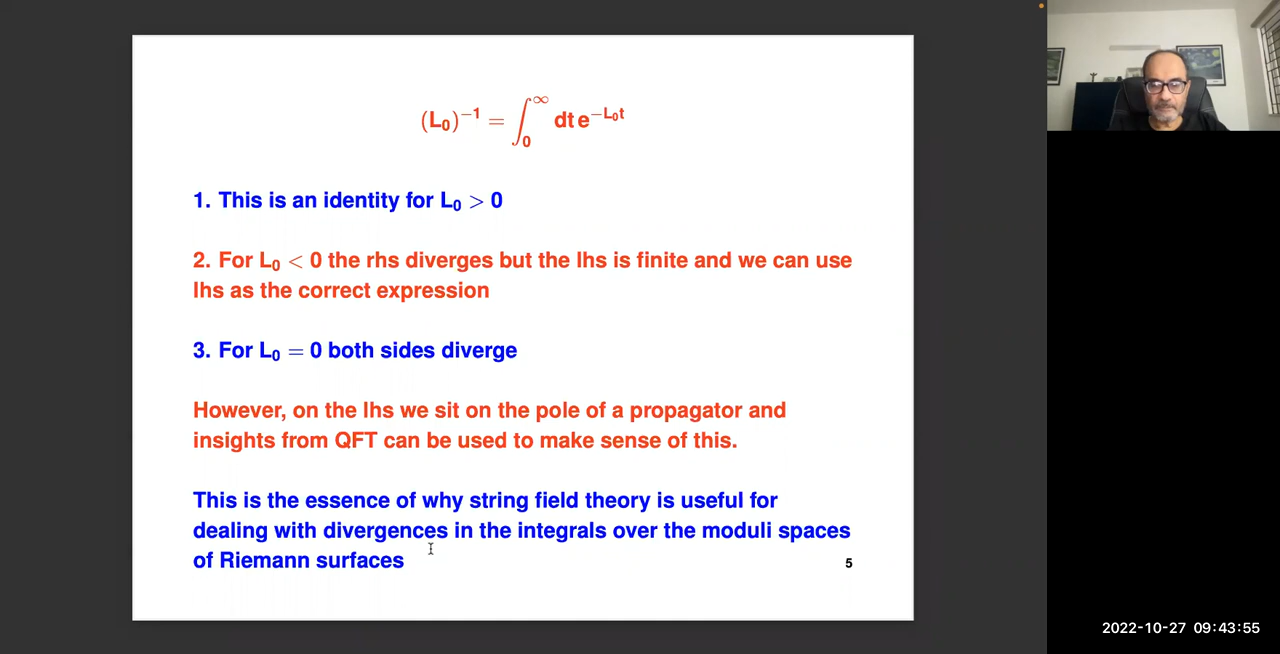 (L₀)⁻¹ = ∫₀^∞ dt e^{−L₀t}
1. This is an identity for L₀ > 0
2. For L₀ < 0 the rhs diverges but the lhs is finite and we can use
lhs as the correct expression
3. For L₀ = 0 both sides diverge
However, on the lhs we sit on the pole of a propagator and
insights from QFT can be used to make sense of this.
This is the essence of why string field theory is useful for
dealing with divergences in the integrals over the moduli spaces
of Riemann surfaces
5
2022-10-27 09:43:55